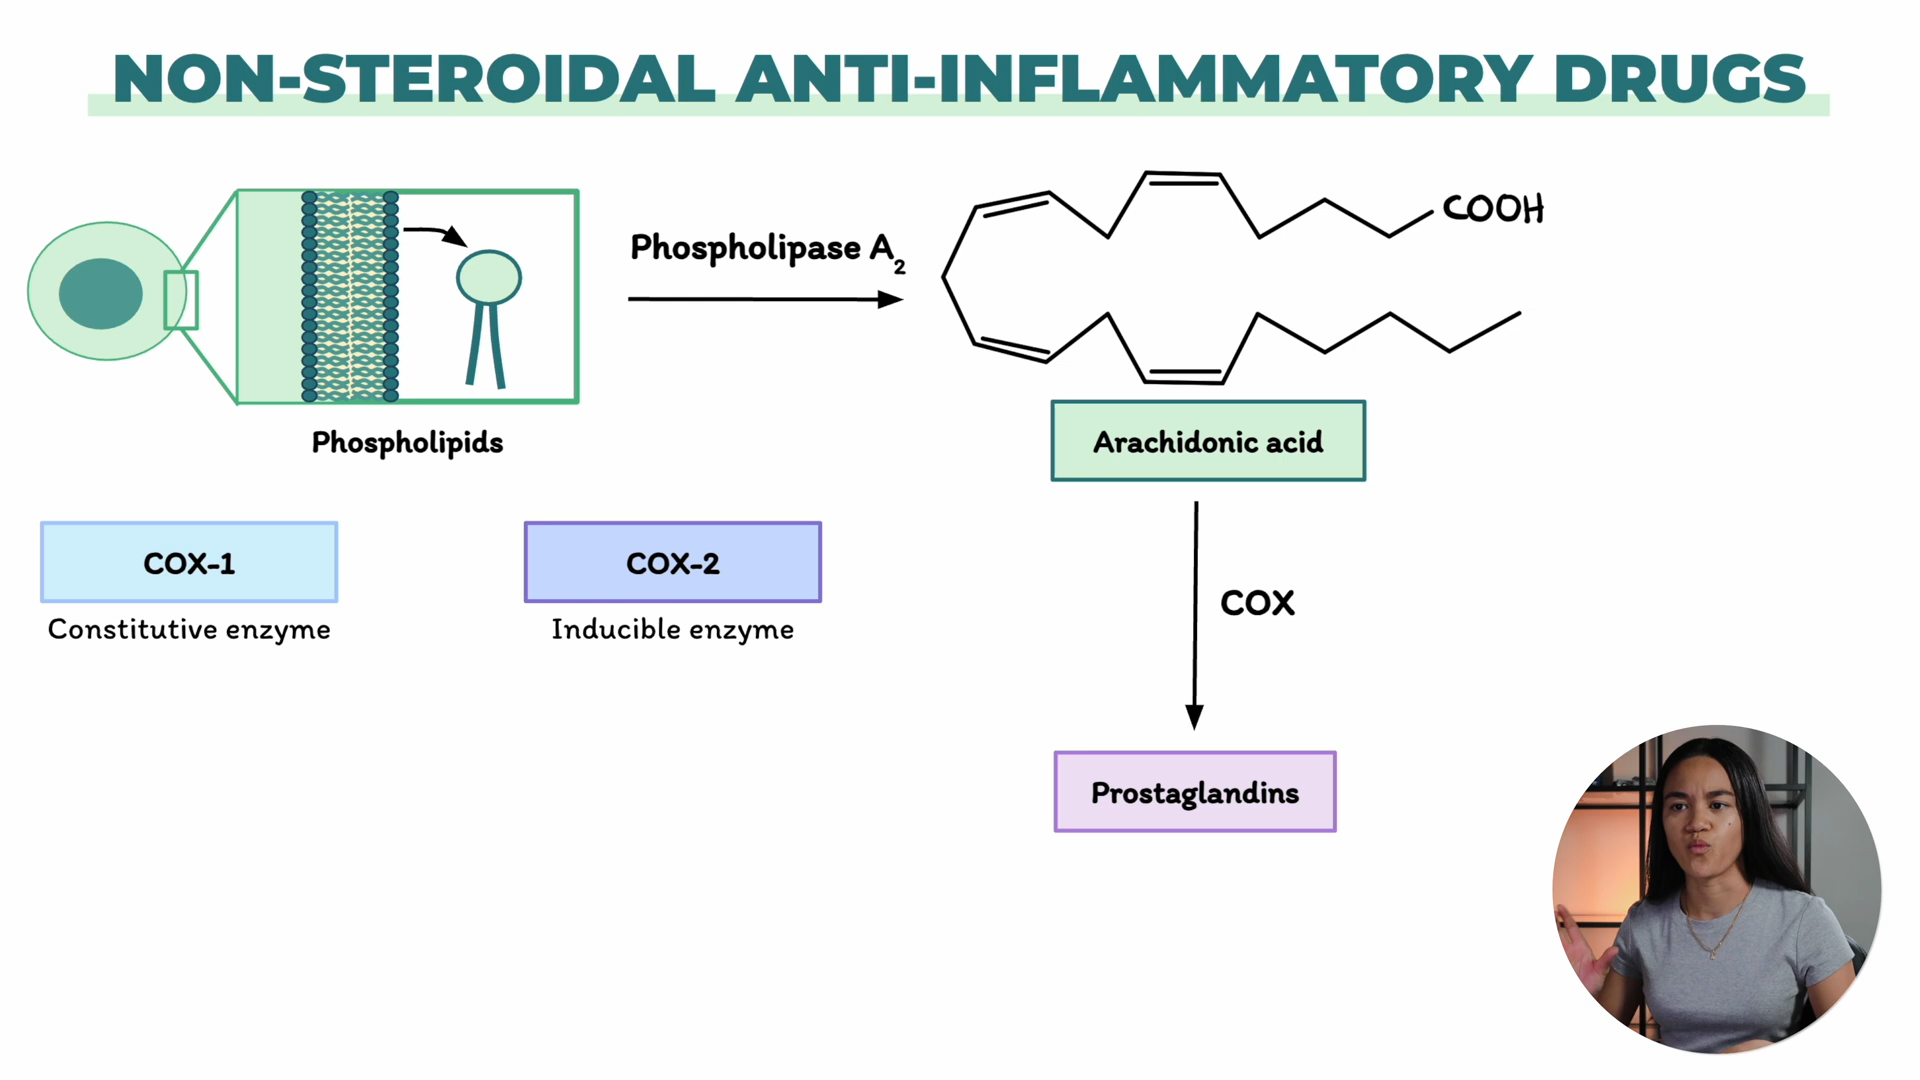 NON-STEROIDAL ANTI-INFLAMMATORY DRUGS
Phospholipase A₂
COOH
Phospholipids
Arachidonic acid
COX-1
COX-2
Constitutive enzyme
Inducible enzyme
COX
Prostaglandins